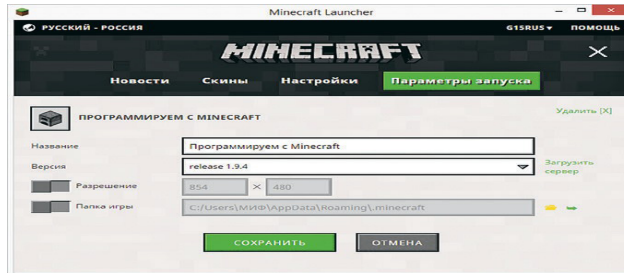 Minecraft Launcher
РУССКИЙ - РОССИЯ G15RUS ПОМОЩЬ
MINECRAFT
Новости Скины Настройки Параметры запуска
ПРОГРАММИРУЕМ С MINECRAFT Удалить [X]
Название Программируем с Minecraft
Версия release 1.9.4 Загрузить сервер
Разрешение 854 × 480
Папка игры C:/Users\МИФ\AppData\Roaming\.minecraft
СОХРАНИТЬ ОТМЕНА